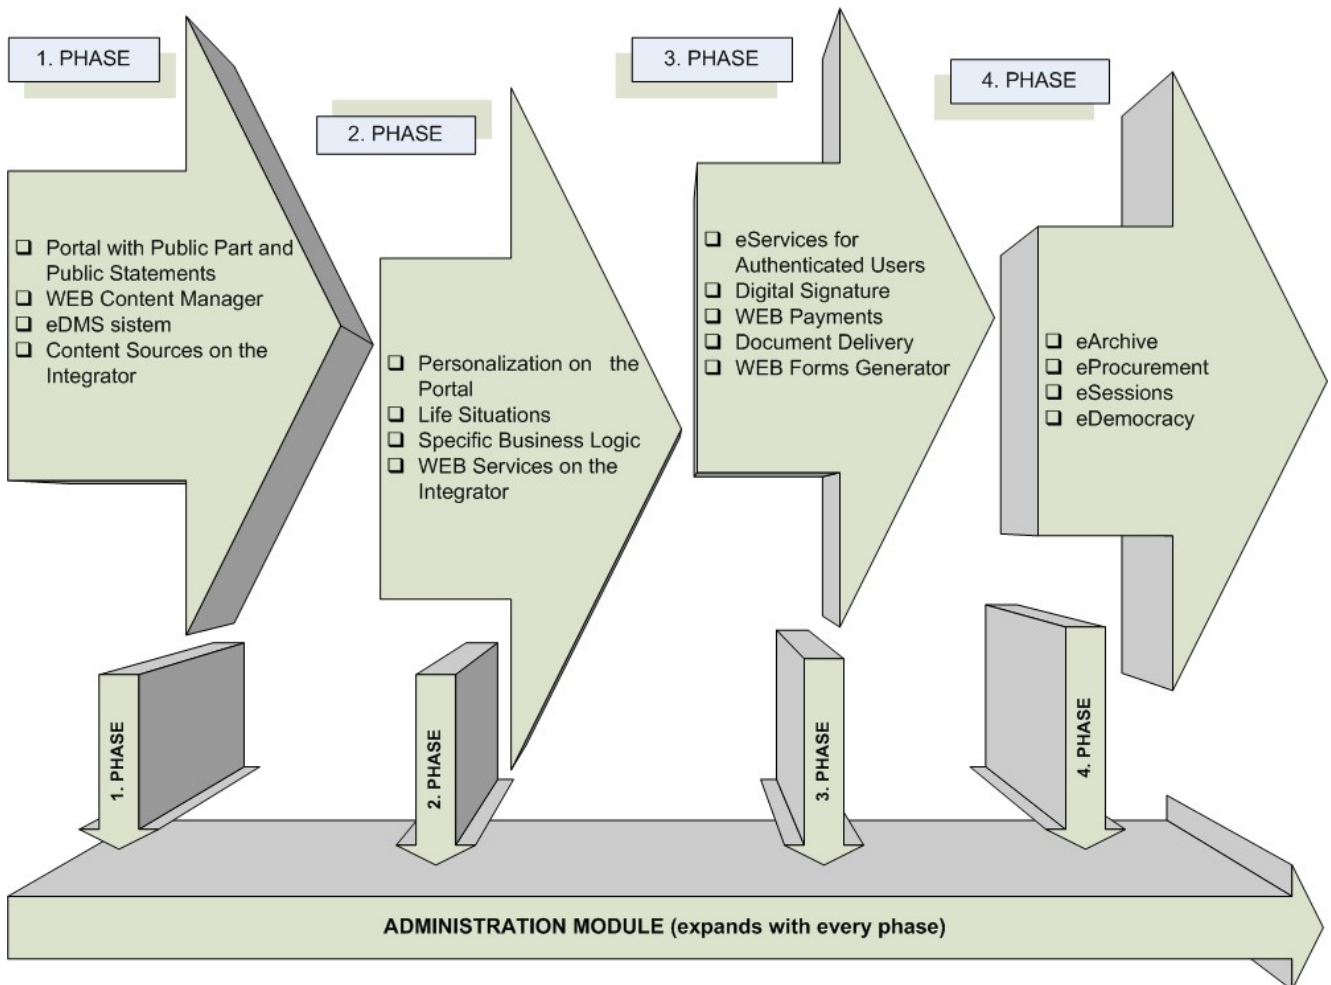 1. PHASE
Portal with Public Part and
Public Statements
WEB Content Manager
eDMS sistem
Content Sources on the
Integrator
2. PHASE
Personalization on the
Portal
Life Situations
Specific Business Logic
WEB Services on the
Integrator
3. PHASE
eServices for
Authenticated Users
Digital Signature
WEB Payments
Document Delivery
WEB Forms Generator
4. PHASE
eArchive
eProcurement
eSessions
eDemocracy
1. PHASE
2. PHASE
3. PHASE
4. PHASE
ADMINISTRATION MODULE (expands with every phase)